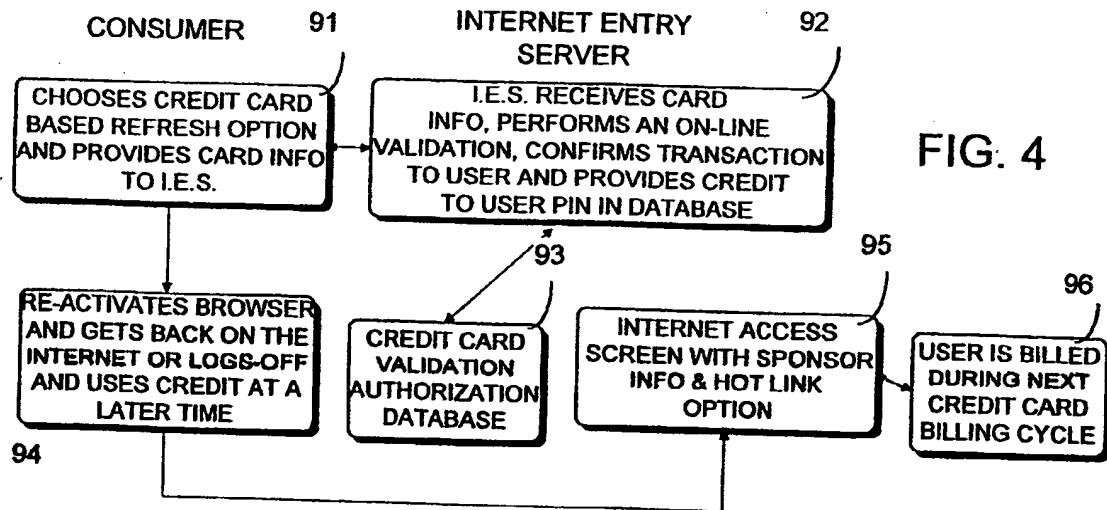 CONSUMER
91
INTERNET ENTRY
SERVER
92
CHOOSES CREDIT CARD
BASED REFRESH OPTION
AND PROVIDES CARD INFO
TO I.E.S.
I.E.S. RECEIVES CARD
INFO, PERFORMS AN ON-LINE
VALIDATION, CONFIRMS TRANSACTION
TO USER AND PROVIDES CREDIT
TO USER PIN IN DATABASE
FIG. 4
RE-ACTIVATES BROWSER
AND GETS BACK ON THE
INTERNET OR LOGS-OFF
AND USES CREDIT AT A
LATER TIME
94
93
CREDIT CARD
VALIDATION
AUTHORIZATION
DATABASE
95
INTERNET ACCESS
SCREEN WITH SPONSOR
INFO & HOT LINK
OPTION
96
USER IS BILLED
DURING NEXT
CREDIT CARD
BILLING CYCLE